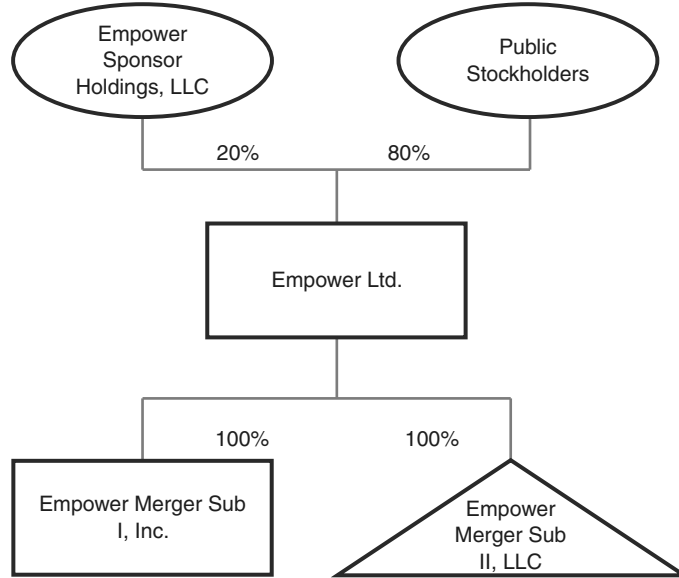 Empower
Sponsor
Holdings, LLC
Public
Stockholders
20%
80%
Empower Ltd.
100%
100%
Empower Merger Sub
I, Inc.
Empower
Merger Sub
II, LLC